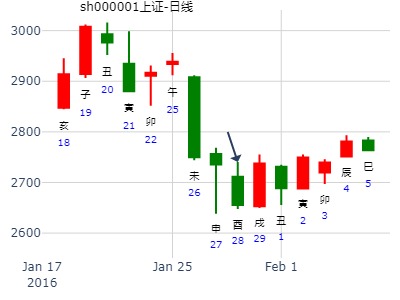 sh000001上证-日线
3000
2900
2800
2700
2600
亥
18
子
19
丑
20
寅
21
卯
22
午
25
未
26
申
27
酉
28
戌
29
丑
1
寅
2
卯
3
辰
4
巳
5
Jan 17
2016
Jan 25
Feb 1